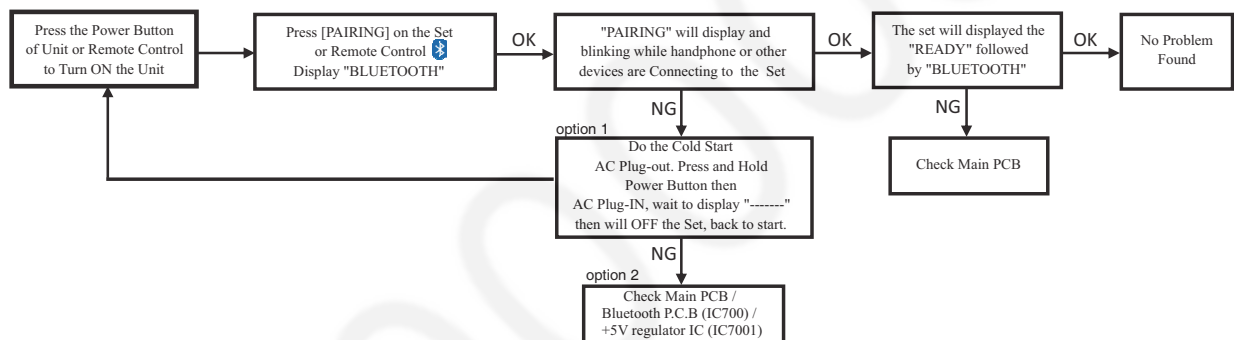 Press the Power Button
of Unit or Remote Control
to Turn ON the Unit
Press [PAIRING] on the Set
or Remote Control
Display "BLUETOOTH"
OK
"PAIRING" will display and
blinking while handphone or other
devices are Connecting to the Set
OK
The set will displayed the
"READY" followed
by "BLUETOOTH"
OK
No Problem
Found
NG
NG
option 1
Do the Cold Start
AC Plug-out. Press and Hold
Power Button then
AC Plug-IN, wait to display "-------"
then will OFF the Set, back to start.
Check Main PCB
NG
option 2
Check Main PCB /
Bluetooth P.C.B (IC700) /
+5V regulator IC (IC7001)